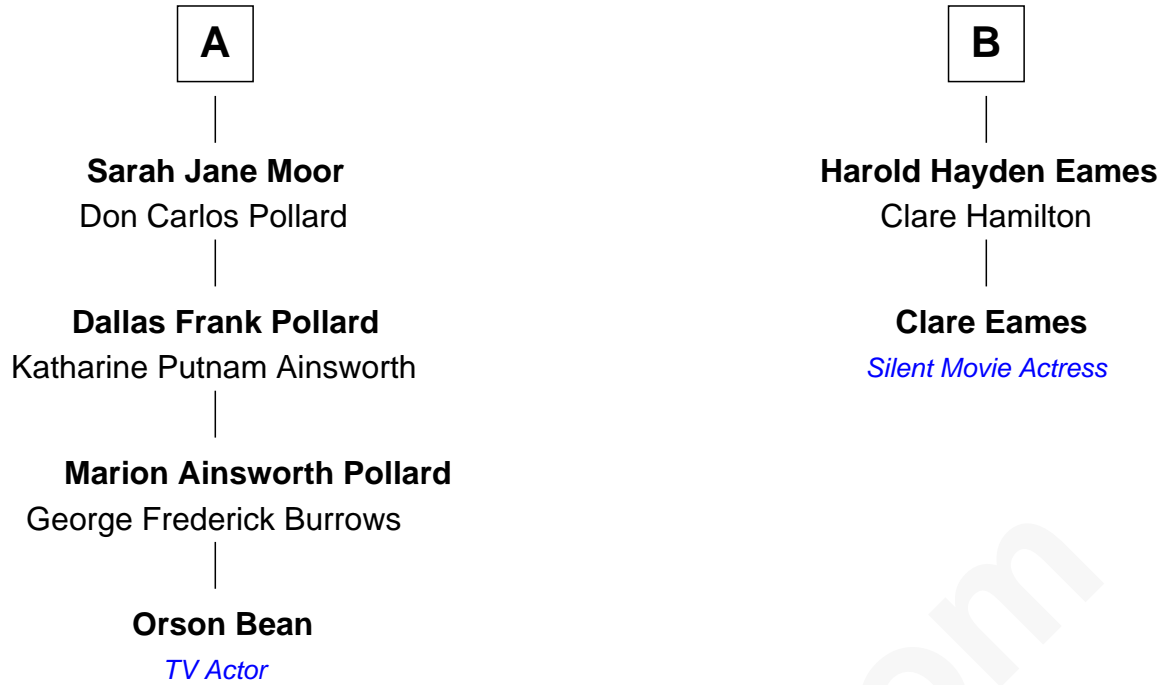 A
Sarah Jane Moor
Don Carlos Pollard
Dallas Frank Pollard
Katharine Putnam Ainsworth
Marion Ainsworth Pollard
George Frederick Burrows
Orson Bean
TV Actor
B
Harold Hayden Eames
Clare Hamilton
Clare Eames
Silent Movie Actress
om